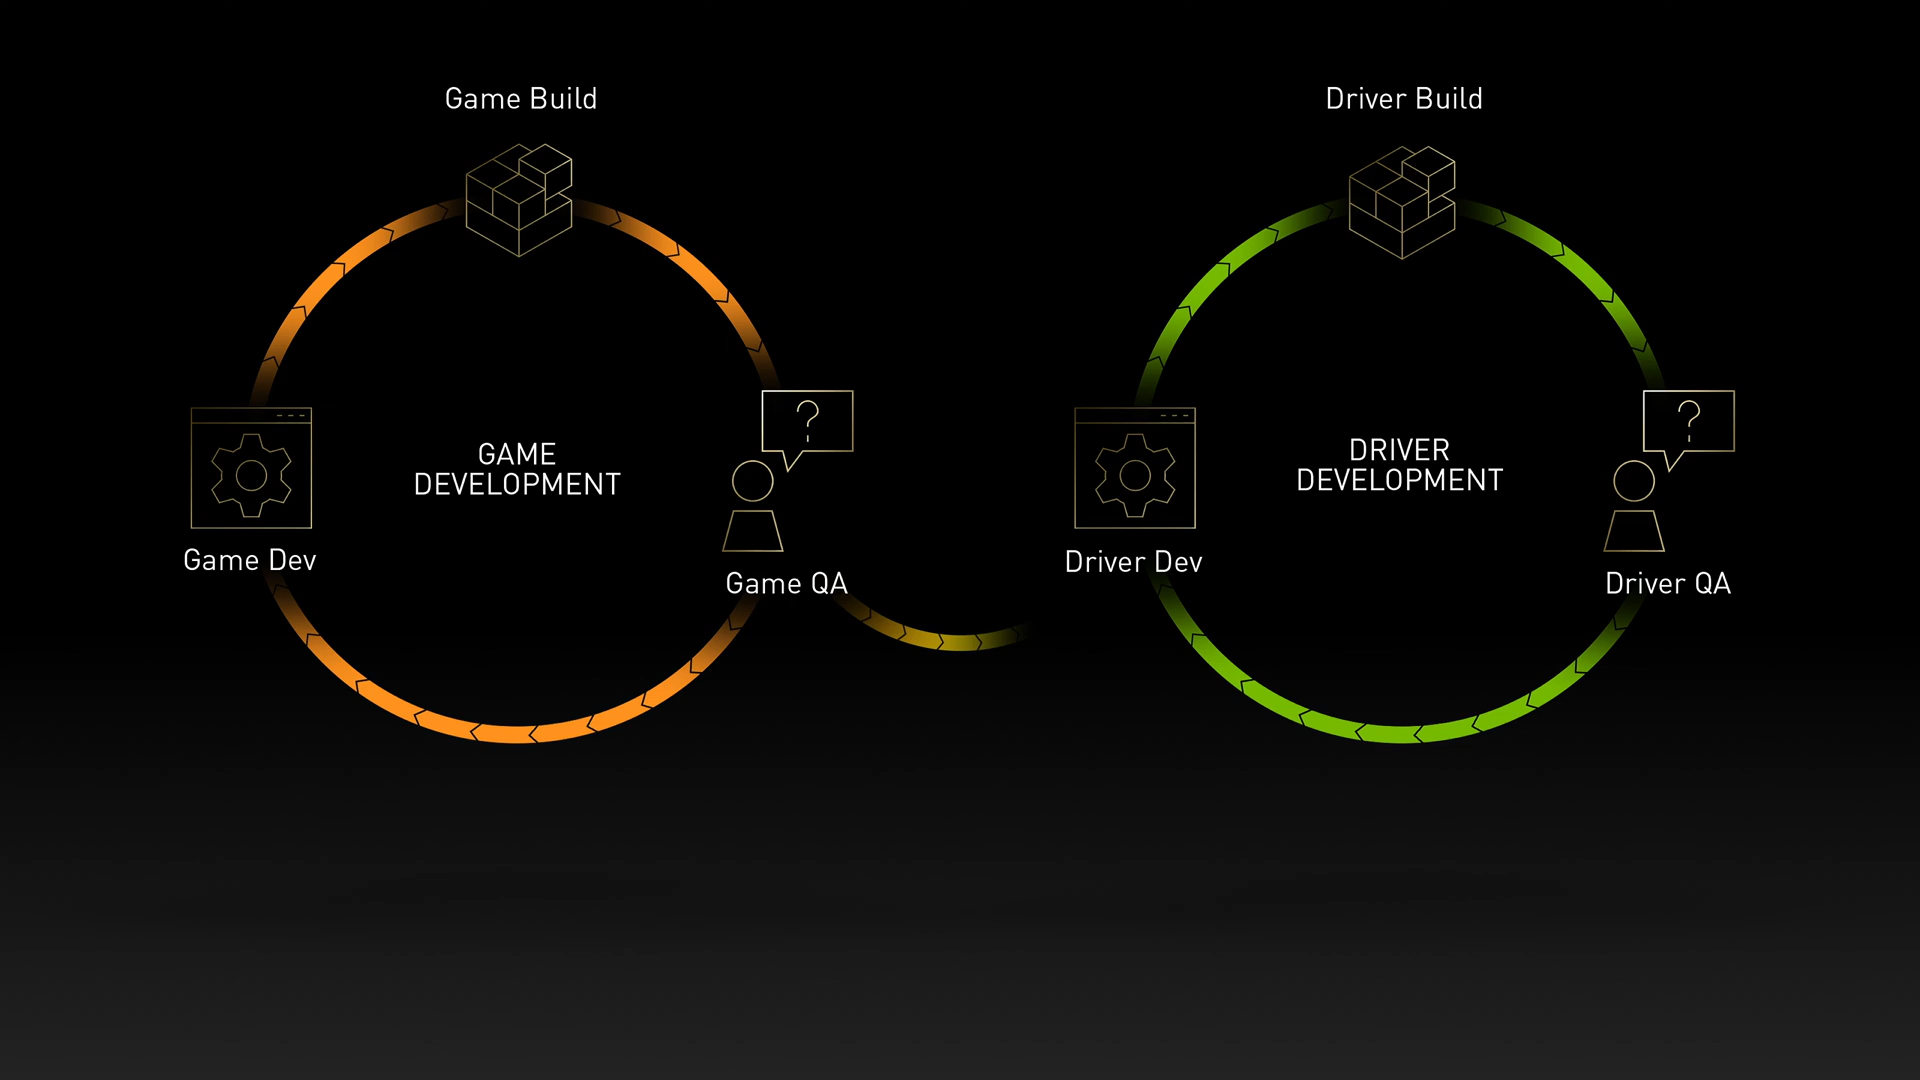 Game Build
?
GAME
DEVELOPMENT
Game Dev
Game QA
Driver Build
?
DRIVER
DEVELOPMENT
Driver Dev
Driver QA